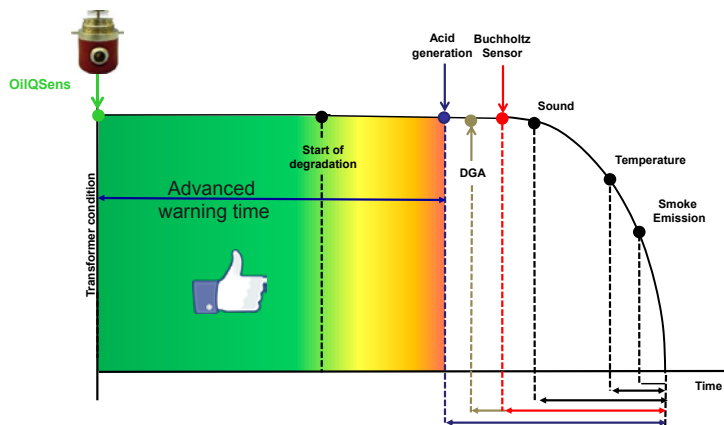 OilQSens
Acid
generation
Buchholtz
Sensor
Sound
Start of
degradation
DGA
Temperature
Advanced
warning time
Smoke
Emission
Transformer condition
Time